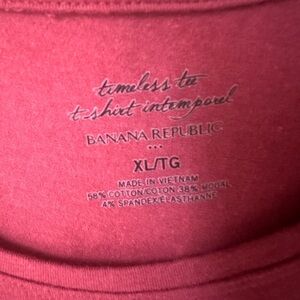 timeless tee
t-shirt intemporel
BANANA REPUBLIC
XL/TG
MADE IN VIETNAM
58% COTTON/COTON 38% MODAL
4% SPANDEX/ELASTHANNE